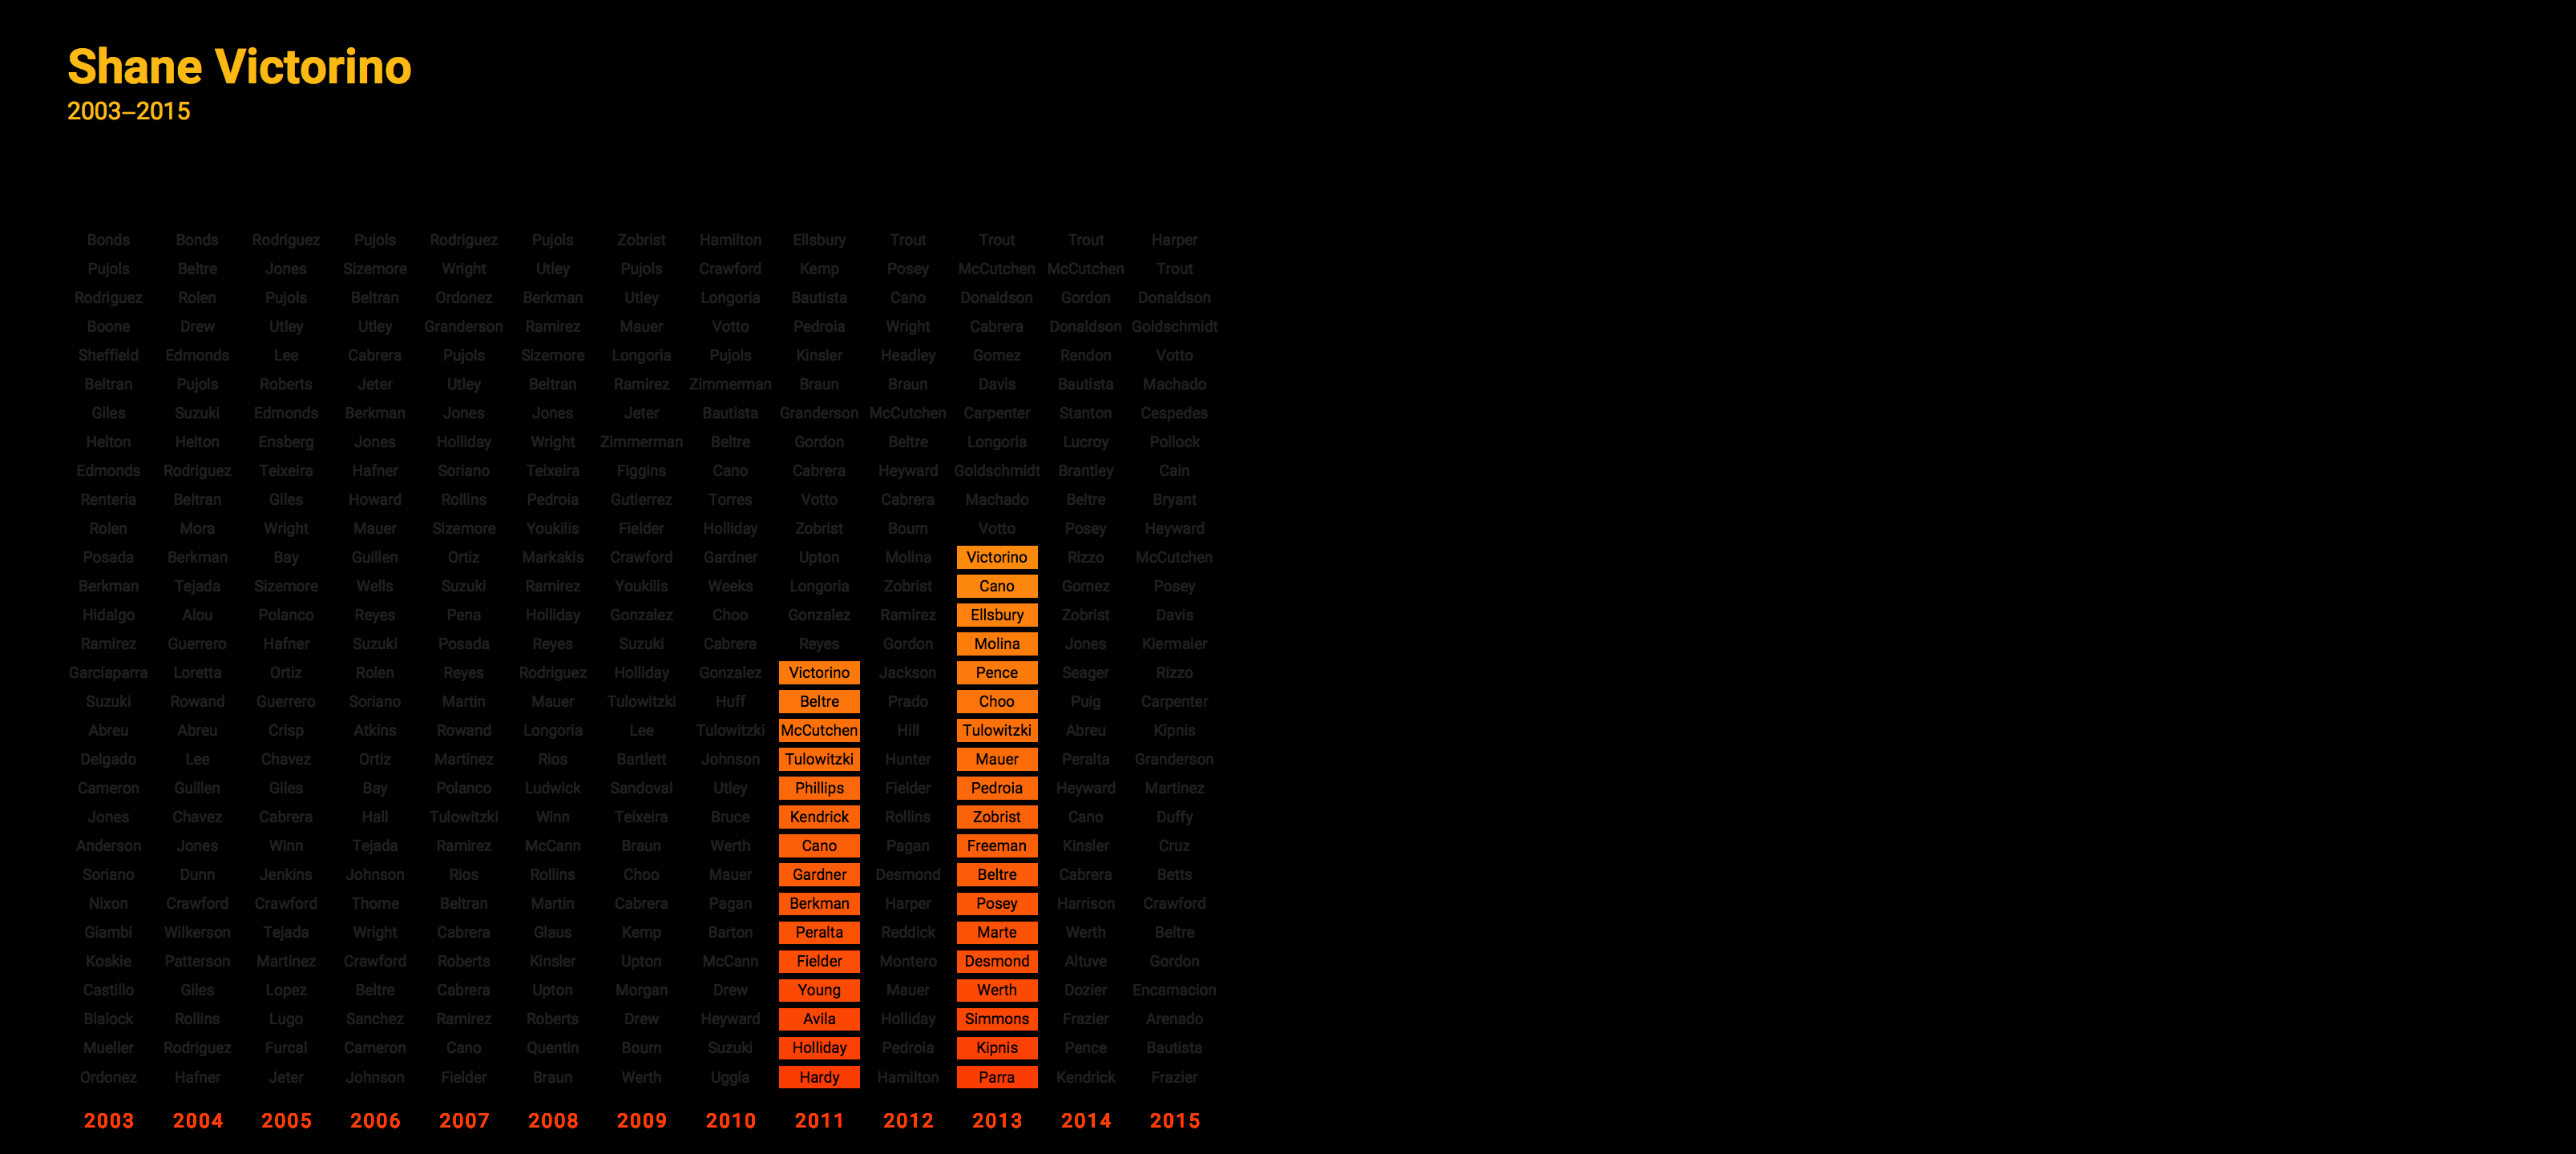 Shane Victorino
2003–2015
Bonds Bonds Rodriguez Pujols Rodriguez Pujols Zobrist Hamilton Ellsbury Trout Trout Trout Harper
Pujols Beltre Jones Sizemore Wright Utley Pujols Crawford Kemp Posey McCutchen McCutchen Trout
Rodriguez Rolen Pujols Beltran Ordonez Berkman Utley Longoria Bautista Cano Donaldson Gordon Donaldson
Boone Drew Utley Utley Granderson Ramirez Mauer Votto Pedroia Wright Cabrera Donaldson Goldschmidt
Sheffield Edmonds Lee Cabrera Pujols Sizemore Longoria Pujols Kinsler Headley Gomez Rendon Votto
Beltran Pujols Roberts Jeter Utley Beltran Ramirez Zimmerman Braun Braun Davis Bautista Machado
Giles Suzuki Edmonds Berkman Jones Jones Jeter Bautista Granderson McCutchen Carpenter Stanton Cespedes
Helton Helton Ensberg Jones Holliday Wright Zimmerman Beltre Gordon Beltre Longoria Lucroy Pollock
Edmonds Rodriguez Teixeira Hafner Soriano Teixeira Figgins Cano Cabrera Heyward Goldschmidt Brantley Cain
Renteria Beltran Giles Howard Rollins Pedroia Gutierrez Torres Votto Cabrera Machado Beltre Bryant
Rolen Mora Wright Mauer Sizemore Youkilis Fielder Holliday Zobrist Bourn Votto Posey Heyward
Posada Berkman Bay Guillen Ortiz Markakis Crawford Gardner Upton Molina Victorino Rizzo McCutchen
Berkman Tejada Sizemore Wells Suzuki Ramirez Youkilis Weeks Longoria Zobrist Cano Gomez Posey
Hidalgo Alou Polanco Reyes Pena Holliday Gonzalez Choo Gonzalez Ramirez Ellsbury Zobrist Davis
Ramirez Guerrero Hafner Suzuki Posada Reyes Suzuki Cabrera Reyes Gordon Molina Jones Kiermaier
Garciaparra Loretta Ortiz Rolen Reyes Rodriguez Holliday Gonzalez Victorino Jackson Pence Seager Rizzo
Suzuki Rowand Guerrero Soriano Martin Mauer Tulowitzki Huff Beltre Prado Choo Puig Carpenter
Abreu Abreu Crisp Atkins Rowand Longoria Lee Tulowitzki McCutchen Hill Tulowitzki Abreu Kipnis
Delgado Lee Chavez Ortiz Martinez Rios Bartlett Johnson Tulowitzki Hunter Mauer Peralta Granderson
Cameron Guillen Giles Bay Polanco Ludwick Sandoval Utley Phillips Fielder Pedroia Heyward Martinez
Jones Chavez Cabrera Hall Tulowitzki Winn Teixeira Bruce Kendrick Rollins Zobrist Cano Duffy
Anderson Jones Winn Tejada Ramirez McCann Braun Werth Cano Pagan Freeman Kinsler Cruz
Soriano Dunn Jenkins Johnson Rios Rollins Choo Mauer Gardner Desmond Beltre Cabrera Betts
Nixon Crawford Crawford Thome Beltran Martin Cabrera Pagan Berkman Harper Posey Harrison Crawford
Giambi Wilkerson Tejada Wright Cabrera Glaus Kemp Barton Peralta Reddick Marte Werth Beltre
Koskie Patterson Martinez Crawford Roberts Kinsler Upton McCann Fielder Montero Desmond Altuve Gordon
Castillo Giles Lopez Beltre Cabrera Upton Morgan Drew Young Mauer Werth Dozier Encarnacion
Blalock Rollins Lugo Sanchez Ramirez Roberts Drew Heyward Avila Holliday Simmons Frazier Arenado
Mueller Rodriguez Furcal Cameron Cano Quentin Bourn Suzuki Holliday Pedroia Kipnis Pence Bautista
Ordonez Hafner Jeter Johnson Fielder Braun Werth Uggla Hardy Hamilton Parra Kendrick Frazier
2003 2004 2005 2006 2007 2008 2009 2010 2011 2012 2013 2014 2015